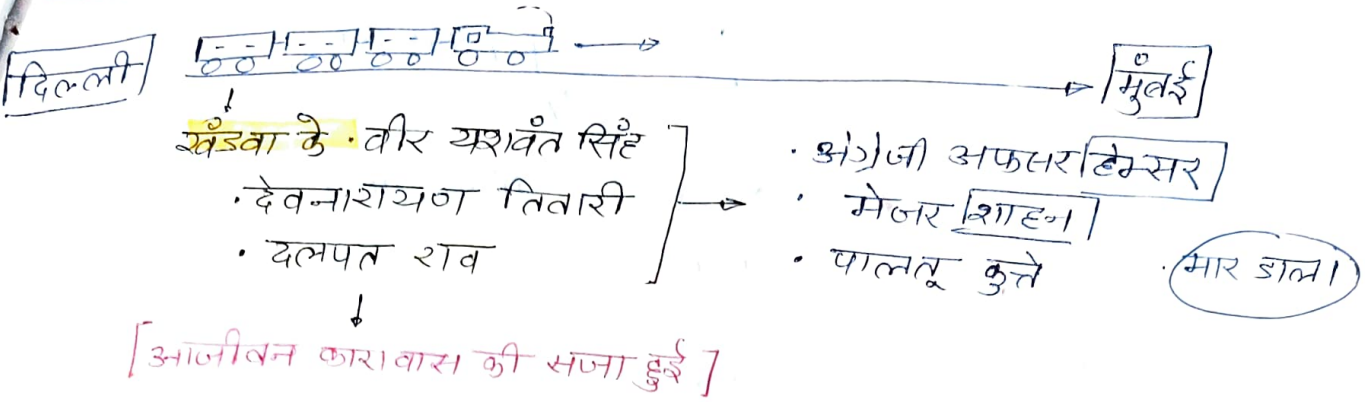 दिल्ली
मुंबई
खंडवा के · वीर यशवंत सिंह
· देवनारायण तिवारी
· दलपत राव
· अंग्रेजी अफसर हेम्सर
· मेजर शाहन
· पालतू कुत्ते
· मार डाला
[आजीवन कारावास की सजा हुई]